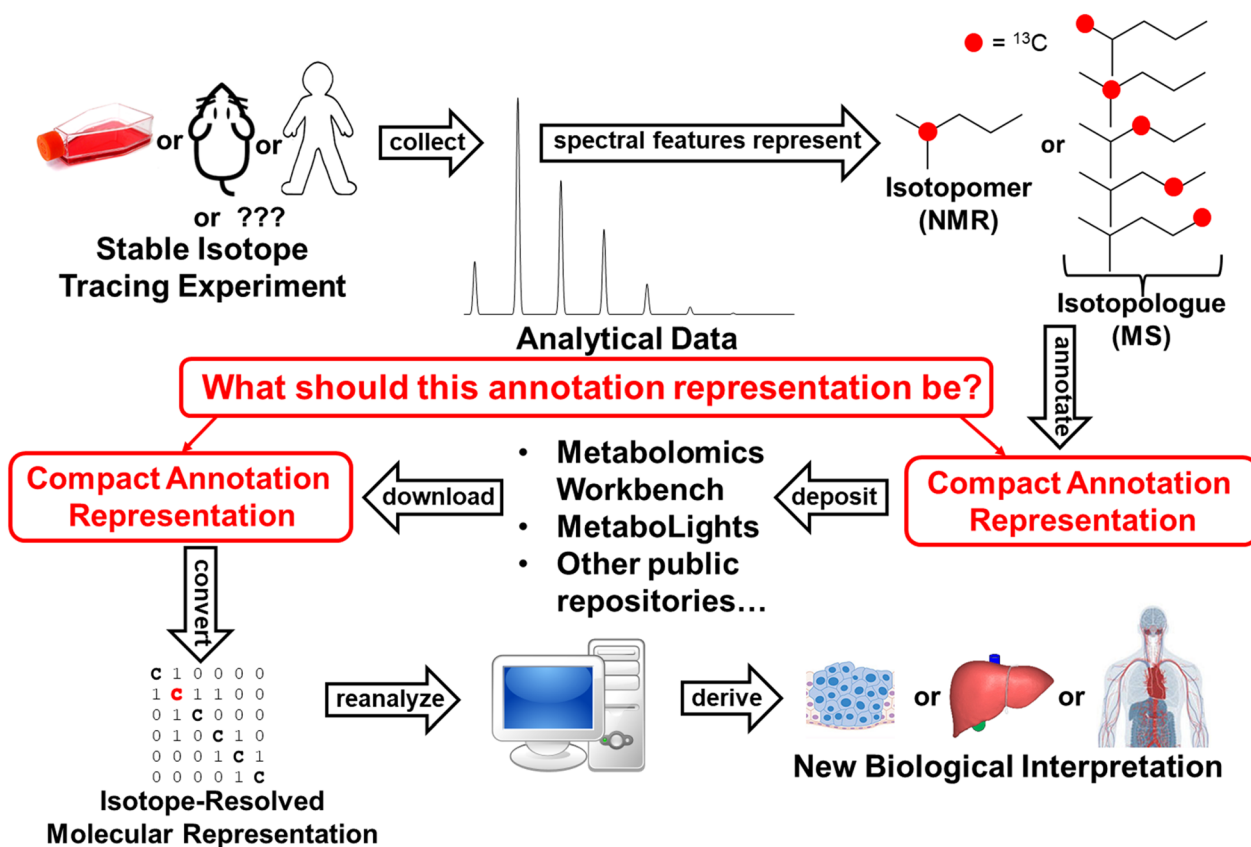 = ¹³C
or
or
or ???
Stable Isotope
Tracing Experiment
collect
Analytical Data
spectral features represent
Isotopomer
(NMR)
or
Isotopologue
(MS)
annotate
What should this annotation representation be?
Compact Annotation
Representation
deposit
• Metabolomics
Workbench
• MetaboLights
• Other public
repositories…
download
Compact Annotation
Representation
convert
C 1 0 0 0 0
1 C 1 1 0 0
0 1 C 0 0 0
0 1 0 C 1 0
0 0 0 1 C 1
0 0 0 0 1 C
Isotope-Resolved
Molecular Representation
reanalyze
derive
or
or
New Biological Interpretation